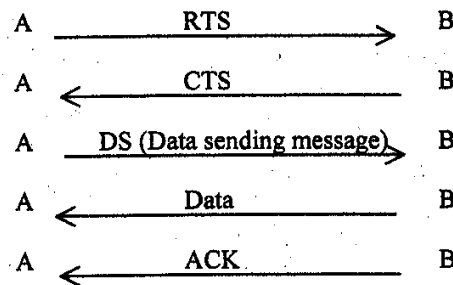 A RTS B
A CTS B
A DS (Data sending message) B
A Data B
A ACK B